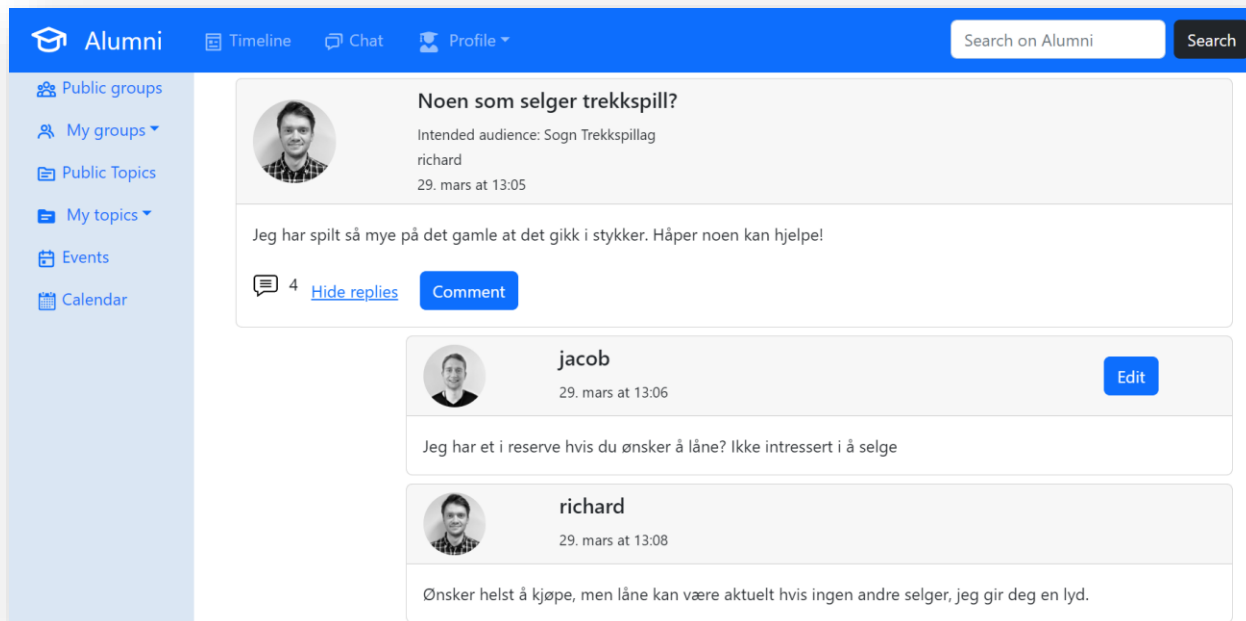 Alumni Timeline Chat Profile Search on Alumni Search
Public groups
My groups
Public Topics
My topics
Events
Calendar
Noen som selger trekkspill?
Intended audience: Sogn Trekkspillag
richard
29. mars at 13:05
Jeg har spilt så mye på det gamle at det gikk i stykker. Håper noen kan hjelpe!
4 Hide replies Comment
jacob
29. mars at 13:06
Edit
Jeg har et i reserve hvis du ønsker å låne? Ikke intressert i å selge
richard
29. mars at 13:08
Ønsker helst å kjøpe, men låne kan være aktuelt hvis ingen andre selger, jeg gir deg en lyd.